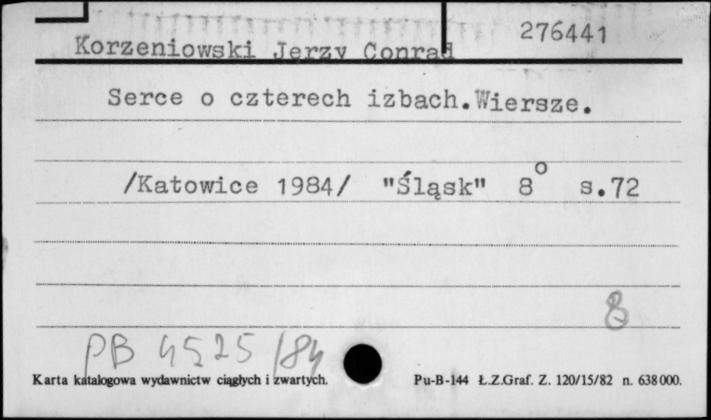 276441
Korzeniowski Jerzy Conrad
Serce o czterech izbach.Wiersze.
/Katowice 1984/ "Śląsk" 8° s.72
8
PB 4525/84
Karta katalogowa wydawnictw ciągłych i zwartych. Pu-B-144 Ł.Z.Graf. Z. 120/15/82 n. 638000.